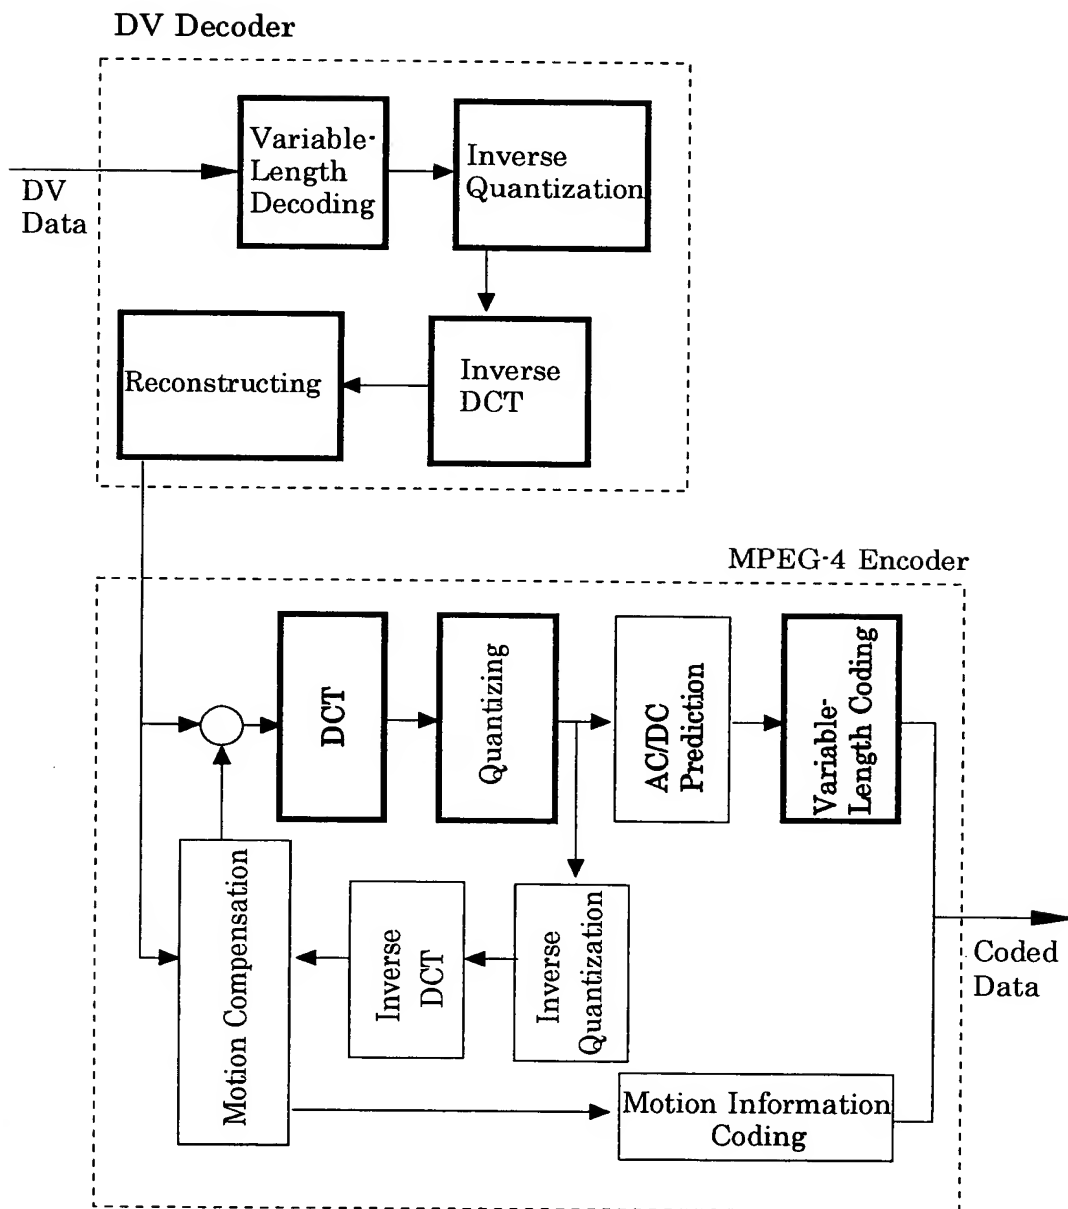 DV Decoder
Variable-
Length
Decoding
Inverse
Quantization
DV
Data
Reconstructing
Inverse
DCT
MPEG-4 Encoder
DCT
Quantizing
AC/DC
Prediction
Variable-
Length Coding
Motion Compensation
Inverse
DCT
Inverse
Quantization
Coded
Data
Motion Information
Coding